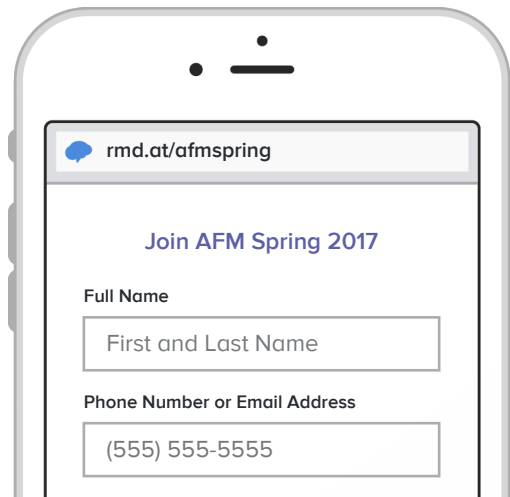 rmd.at/afmspring
Join AFM Spring 2017
Full Name
First and Last Name
Phone Number or Email Address
(555) 555-5555